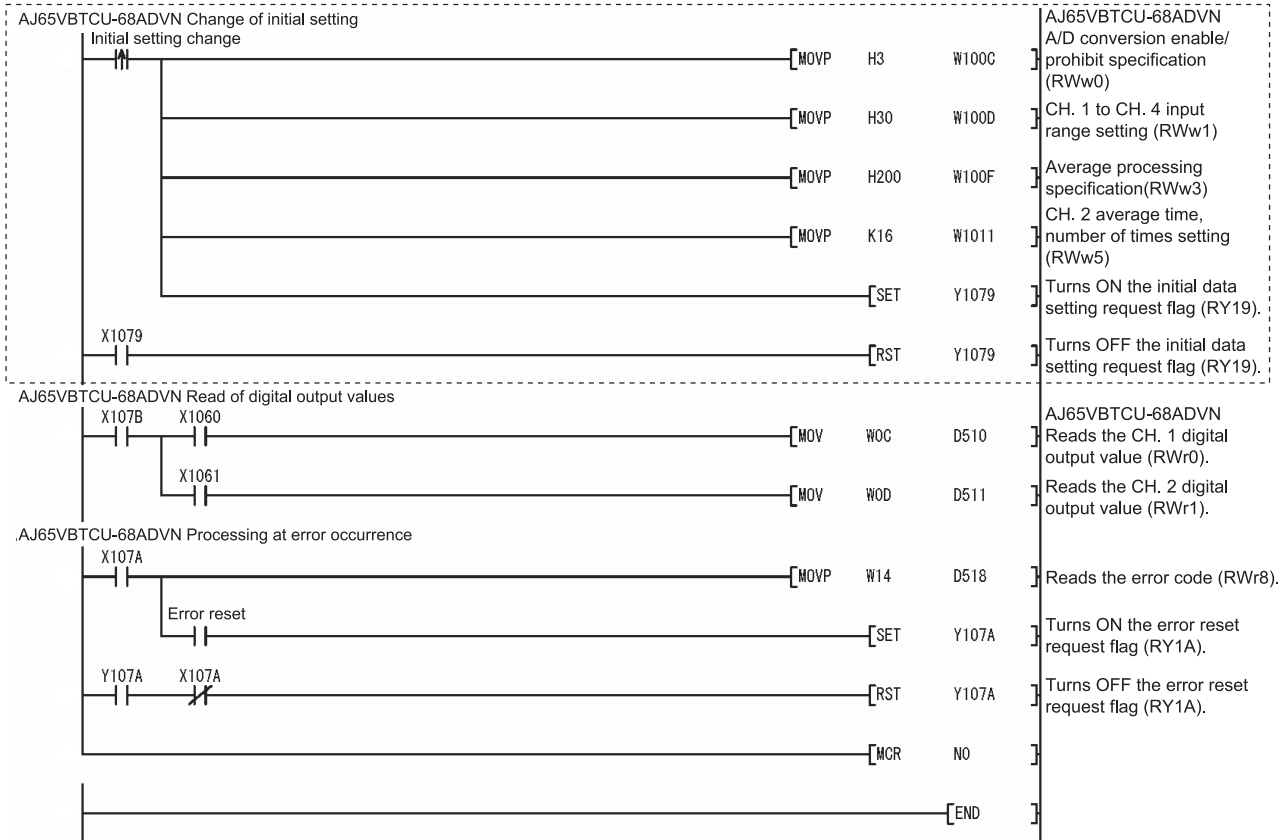 AJ65VBTCU-68ADVN Change of initial setting
Initial setting change
MOVP H3 W100C
AJ65VBTCU-68ADVN
A/D conversion enable/
prohibit specification
(RWw0)
MOVP H30 W100D
CH. 1 to CH. 4 input
range setting (RWw1)
MOVP H200 W100F
Average processing
specification(RWw3)
MOVP K16 W1011
CH. 2 average time,
number of times setting
(RWw5)
SET Y1079
Turns ON the initial data
setting request flag (RY19).
X1079
RST Y1079
Turns OFF the initial data
setting request flag (RY19).
AJ65VBTCU-68ADVN Read of digital output values
X107B X1060
MOV W0C D510
AJ65VBTCU-68ADVN
Reads the CH. 1 digital
output value (RWr0).
X1061
MOV W0D D511
Reads the CH. 2 digital
output value (RWr1).
AJ65VBTCU-68ADVN Processing at error occurrence
X107A
MOVP W14 D518
Reads the error code (RWr8).
Error reset
SET Y107A
Turns ON the error reset
request flag (RY1A).
Y107A X107A
RST Y107A
Turns OFF the error reset
request flag (RY1A).
MCR N0
END